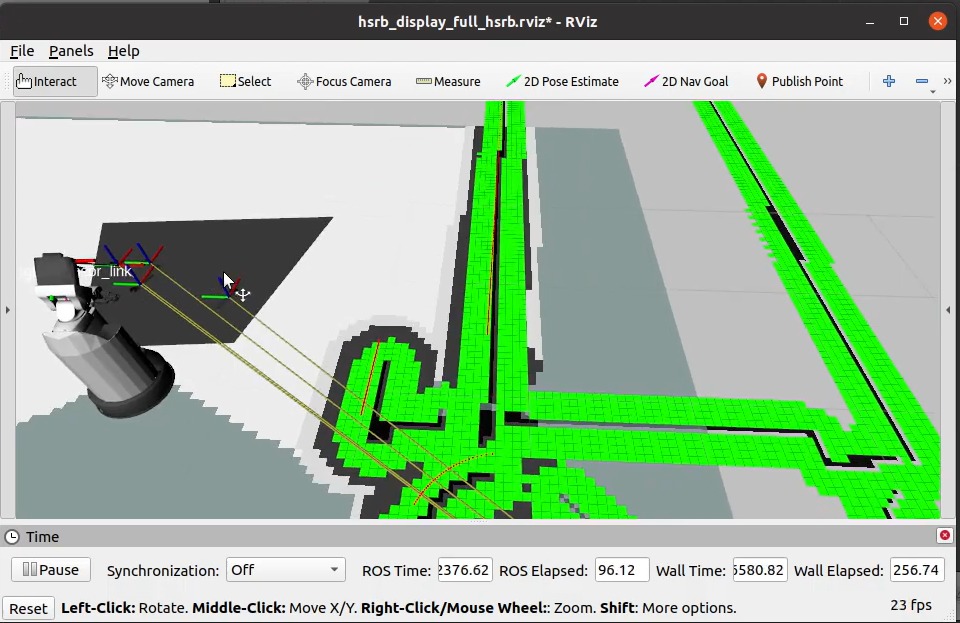 hsrb_display_full_hsrb.rviz* - RViz
File Panels Help
Interact Move Camera Select Focus Camera Measure 2D Pose Estimate 2D Nav Goal Publish Point
Time
Pause Synchronization: Off ROS Time: 2376.62 ROS Elapsed: 96.12 Wall Time: 6580.82 Wall Elapsed: 256.74
Reset Left-Click: Rotate. Middle-Click: Move X/Y. Right-Click/Mouse Wheel:: Zoom. Shift: More options. 23 fps